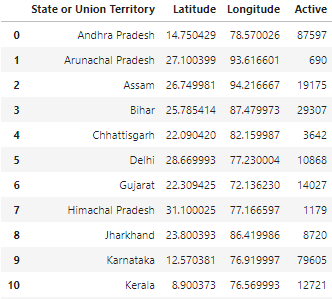 State or Union Territory Latitude Longitude Active
0 Andhra Pradesh 14.750429 78.570026 87597
1 Arunachal Pradesh 27.100399 93.616601 690
2 Assam 26.749981 94.216667 19175
3 Bihar 25.785414 87.479973 29307
4 Chhattisgarh 22.090420 82.159987 3642
5 Delhi 28.669993 77.230004 10868
6 Gujarat 22.309425 72.136230 14027
7 Himachal Pradesh 31.100025 77.166597 1179
8 Jharkhand 23.800393 86.419986 8720
9 Karnataka 12.570381 76.919997 79605
10 Kerala 8.900373 76.569993 12721